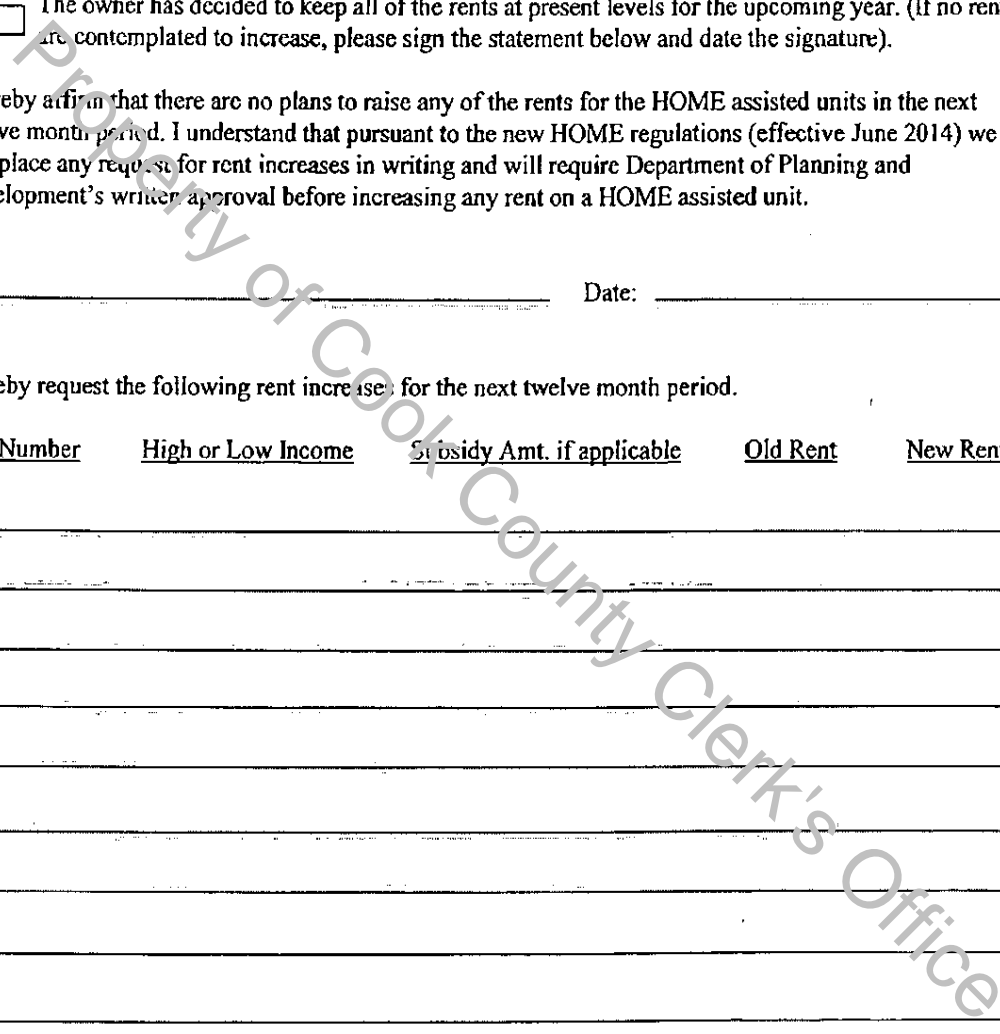 The owner has decided to keep all of the rents at present levels for the upcoming year. (If no ren
are contemplated to increase, please sign the statement below and date the signature).
eby affirm that there are no plans to raise any of the rents for the HOME assisted units in the next
ve month period. I understand that pursuant to the new HOME regulations (effective June 2014) we
place any request for rent increases in writing and will require Department of Planning and
elopment's written approval before increasing any rent on a HOME assisted unit.
Date:
eby request the following rent increases for the next twelve month period.
Number High or Low Income Subsidy Amt. if applicable Old Rent New Ren
Property of Cook County Clerk's Office